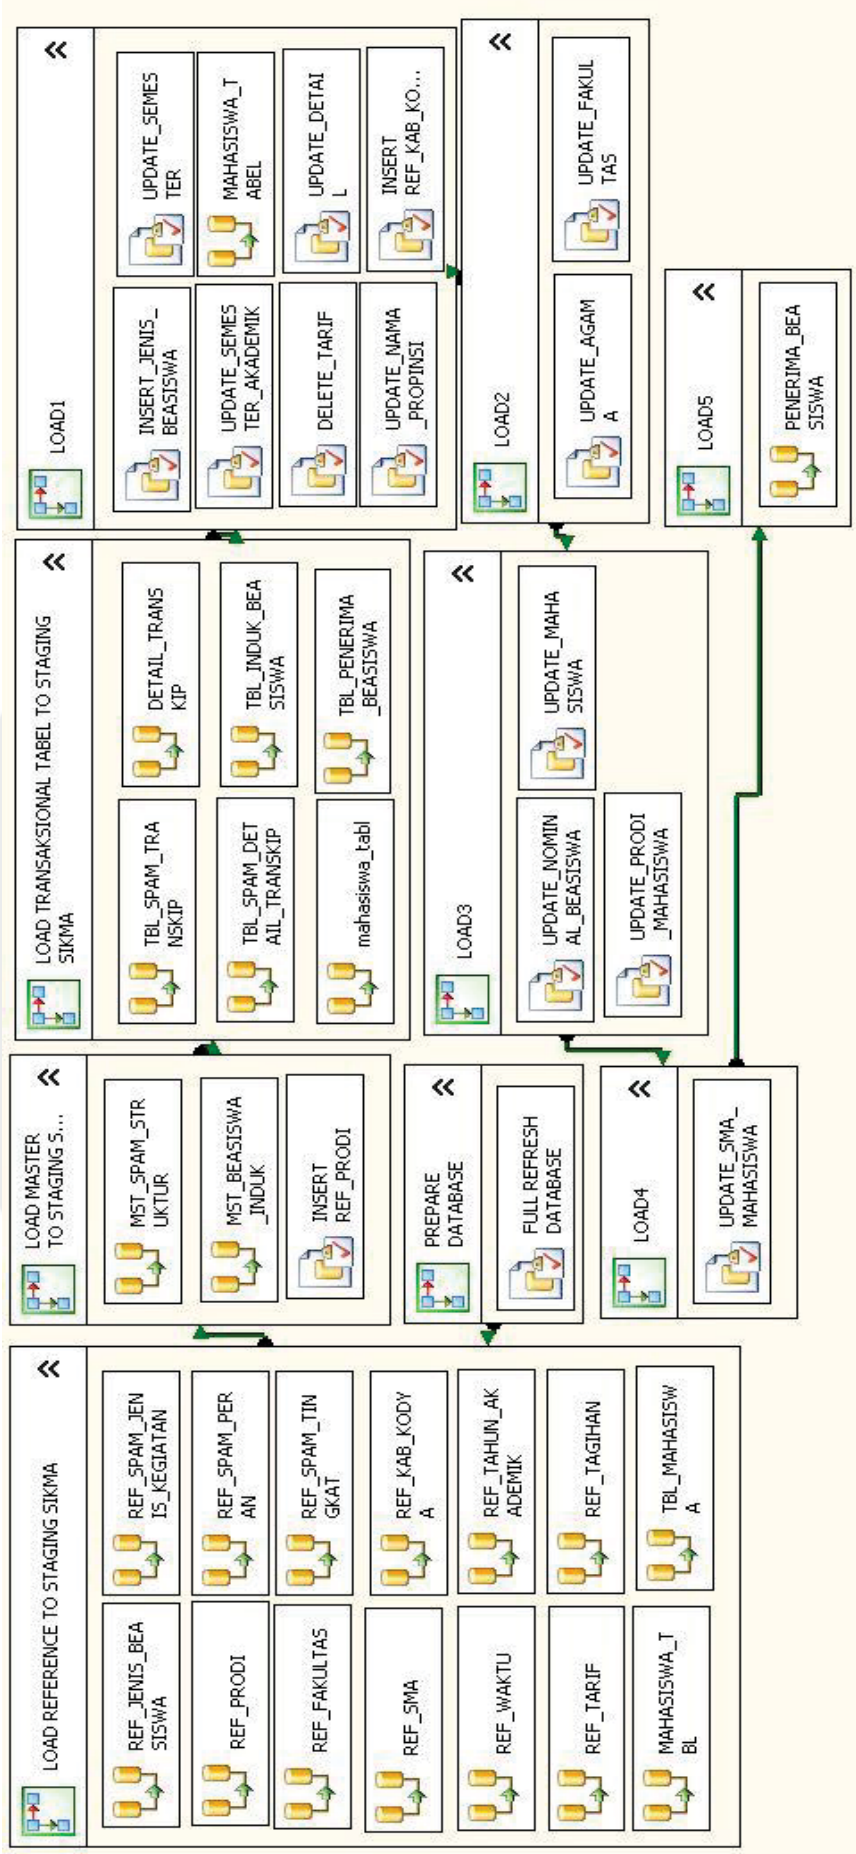 LOAD REFERENCE TO STAGING SIKMA
REF_JENIS_BEA
SISWA
REF_SPAM_JEN
IS_KEGIATAN
REF_PRODI
REF_SPAM_PER
AN
REF_FAKULTAS
REF_SPAM_TIN
GKAT
REF_SMA
REF_KAB_KODY
A
REF_WAKTU
REF_TAHUN_AK
ADEMIK
REF_TARIF
REF_TAGIHAN
MAHASISWA_T
BL
TBL_MAHASISW
A
LOAD MASTER
TO STAGING S...
MST_SPAM_STR
UKTUR
MST_BEASISWA
_INDUK
INSERT
REF_PRODI
PREPARE
DATABASE
FULL REFRESH
DATABASE
LOAD4
UPDATE_SMA_
MAHASISWA
LOAD TRANSAKSIONAL TABEL TO STAGING
SIKMA
TBL_SPAM_TRA
NSKIP
DETAIL_TRANS
KIP
TBL_SPAM_DET
AIL_TRANSKIP
TBL_INDUK_BEA
SISWA
mahasiswa_tabl
TBL_PENERIMA
_BEASISWA
LOAD3
UPDATE_NOMIN
AL_BEASISWA
UPDATE_MAHA
SISWA
UPDATE_PRODI
_MAHASISWA
LOAD1
INSERT_JENIS_
BEASISWA
UPDATE_SEMES
TER
UPDATE_SEMES
TER_AKADEMIK
MAHASISWA_T
ABEL
DELETE_TARIF
UPDATE_DETAI
L
UPDATE_NAMA
_PROPINSI
INSERT
REF_KAB_KO...
LOAD2
UPDATE_AGAM
A
UPDATE_FAKUL
TAS
LOAD5
PENERIMA_BEA
SISWA